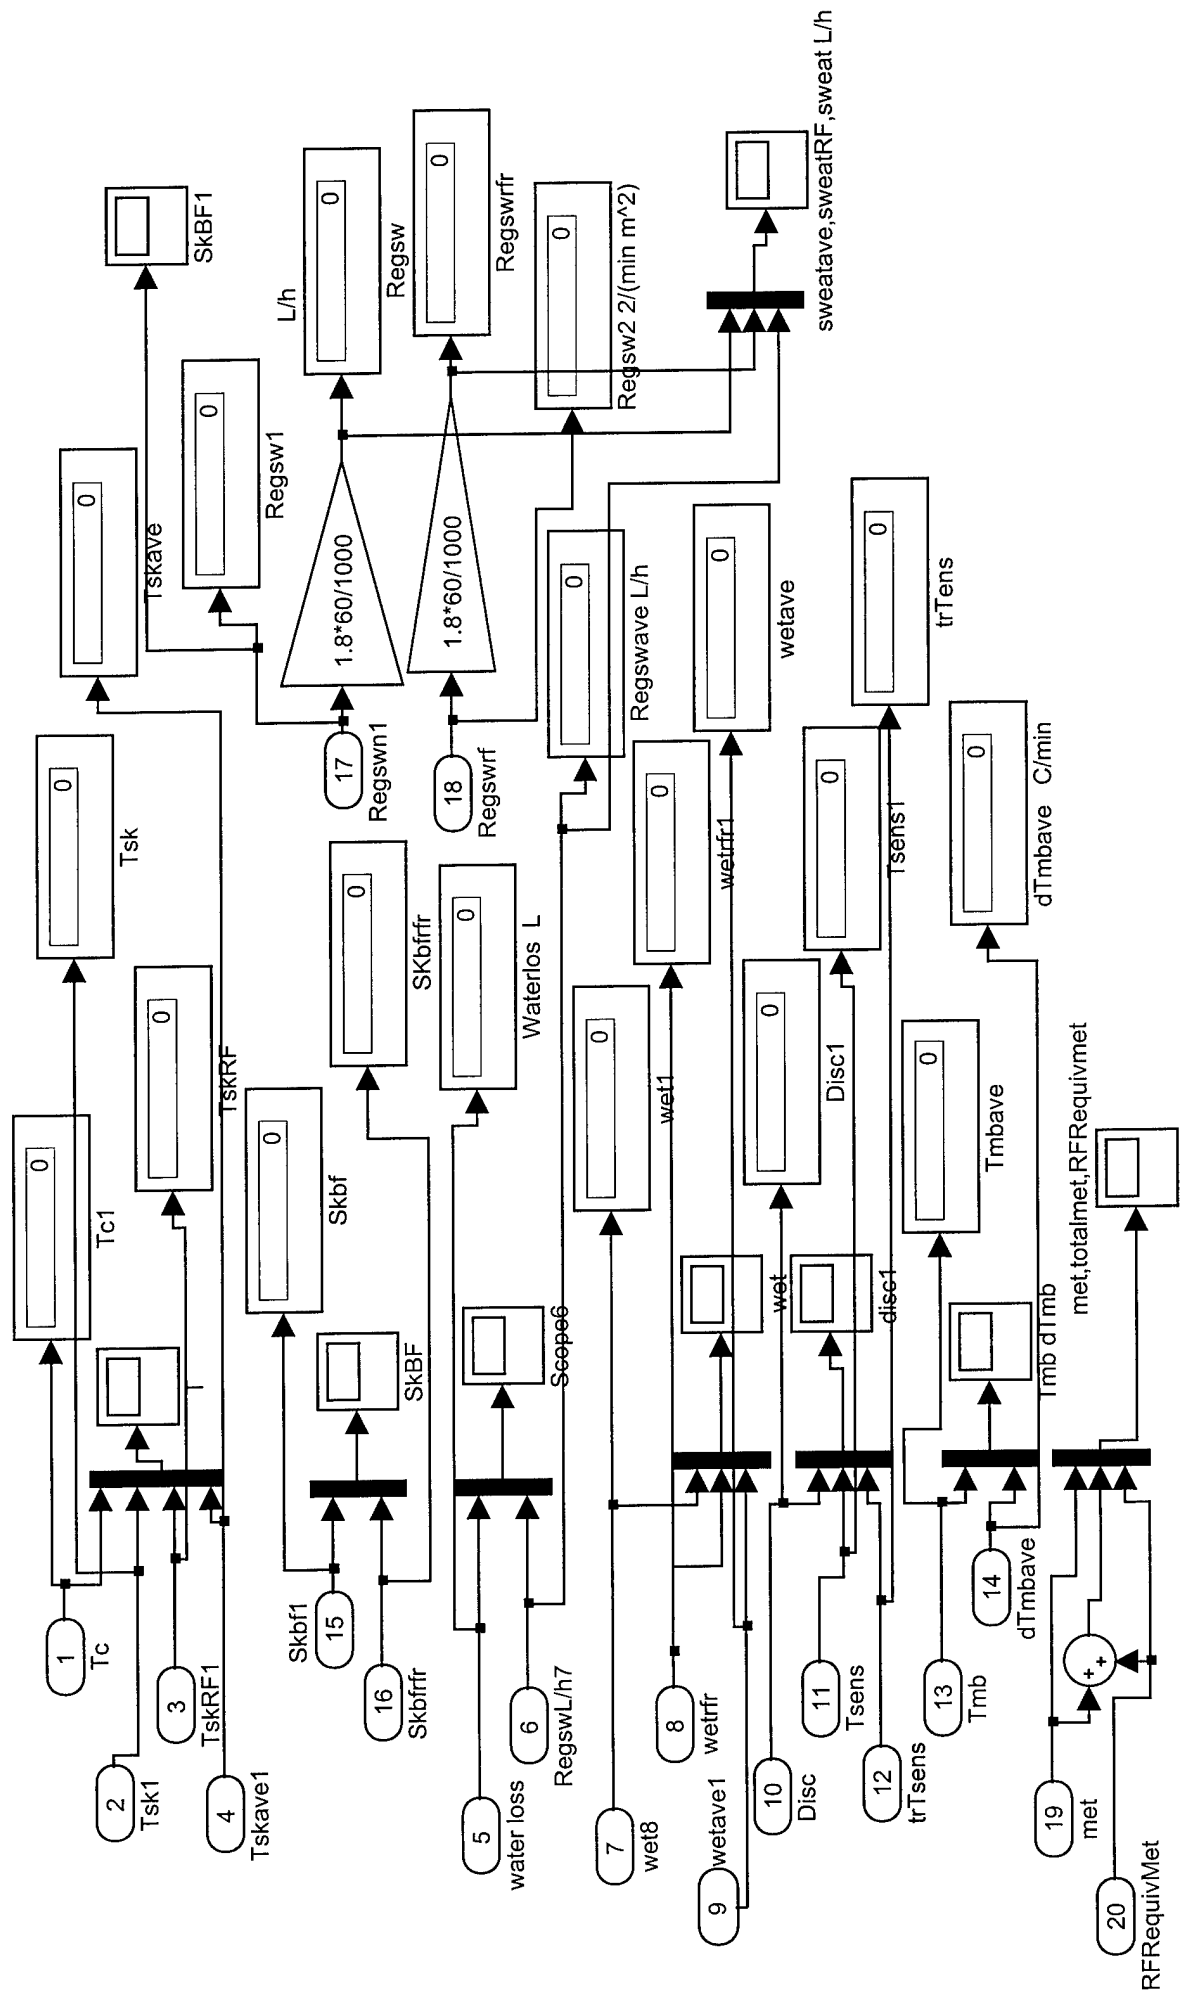 1
Tc
0
Tc1
2
Tsk1
0
Tsk
3
TskRF1
0
TskRF
4
Tskave1
0
Tskave
SkBF1
0
Regsw1
15
Skbf1
0
Skbf
16
Skbfrfr
SkBF
0
SKbfrfr
17
Regswn1
1.8*60/1000
L/h
0
Regsw
18
Regswrf
1.8*60/1000
0
Regswrfr
0
Regsw2 2/(min m^2)
5
water loss
0
Waterlos L
6
RegswL/h7
Scope6
0
Regswave L/h
sweatave,sweatRF,sweat L/h
7
wet8
0
wet1
8
wetrfr
0
wetrfr1
9
wetave1
wet
0
wetave
10
Disc
0
Disc1
11
Tsens
disc1
0
Tsens1
12
trTsens
0
trTens
13
Tmb
0
Tmbave
14
dTmbave
Tmb dTmb
0
dTmbave C/min
19
met
+
+
met,totalmet,RFRequivmet
20
RFRequivMet